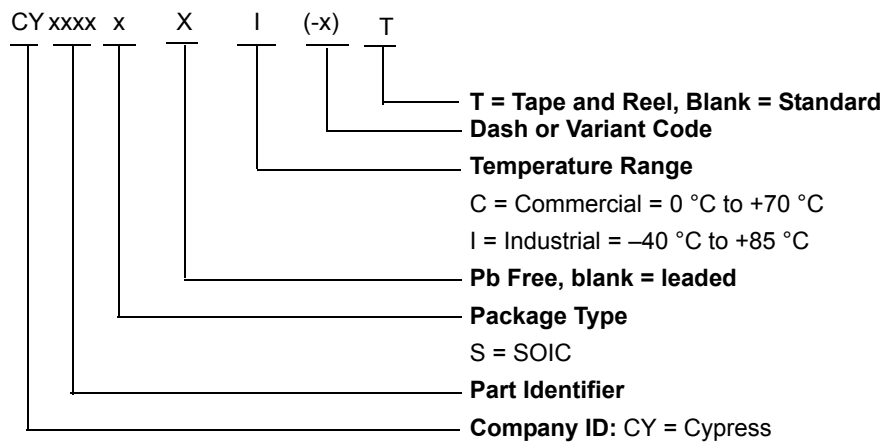 CY xxxx x X I (-x) T
T = Tape and Reel, Blank = Standard
Dash or Variant Code
Temperature Range
C = Commercial = 0 °C to +70 °C
I = Industrial = –40 °C to +85 °C
Pb Free, blank = leaded
Package Type
S = SOIC
Part Identifier
Company ID: CY = Cypress